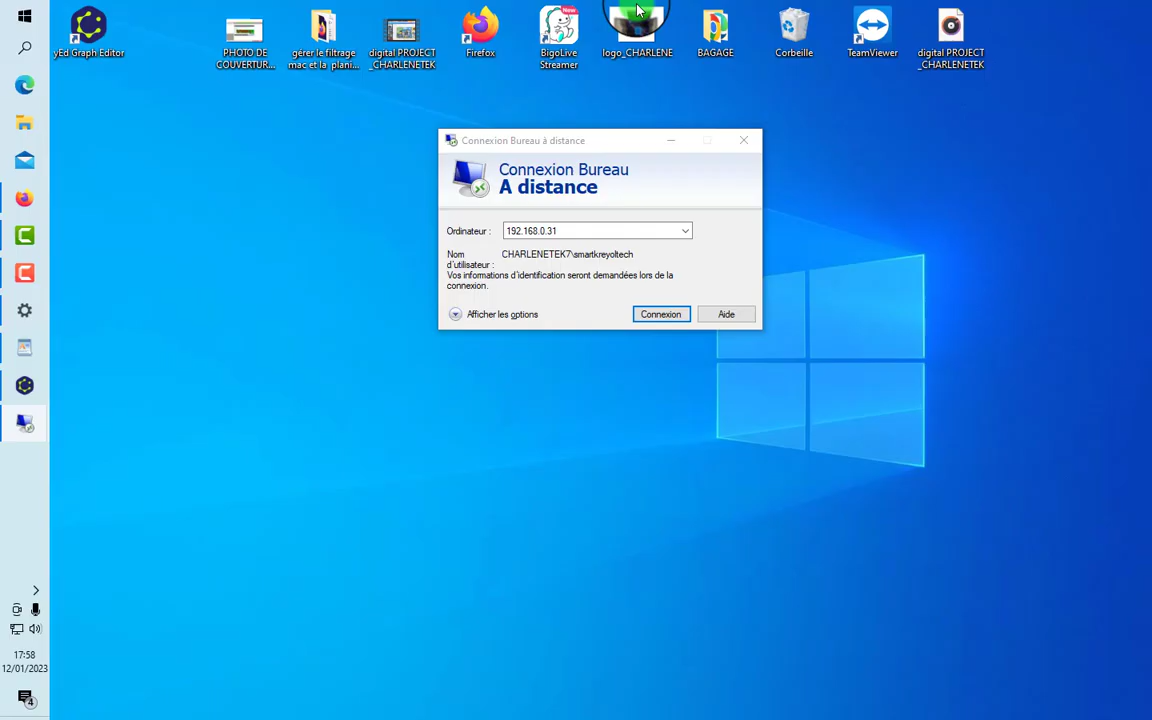 yEd Graph Editor
PHOTO DE
COUVERTUR...
gérer le filtrage
mac et la plani...
digital PROJECT
_CHARLENETEK
Firefox
New
BigoLive
Streamer
logo_CHARLENE
BAGAGE
Corbeille
TeamViewer
digital PROJECT
_CHARLENETEK
Connexion Bureau à distance
Connexion Bureau
A distance
Ordinateur :
192.168.0.31
Nom
d'utilisateur :
CHARLENETEK7\smartkreyoltech
Vos informations d'identification seront demandées lors de la
connexion.
Afficher les options
Connexion
Aide
17:58
12/01/2023
4